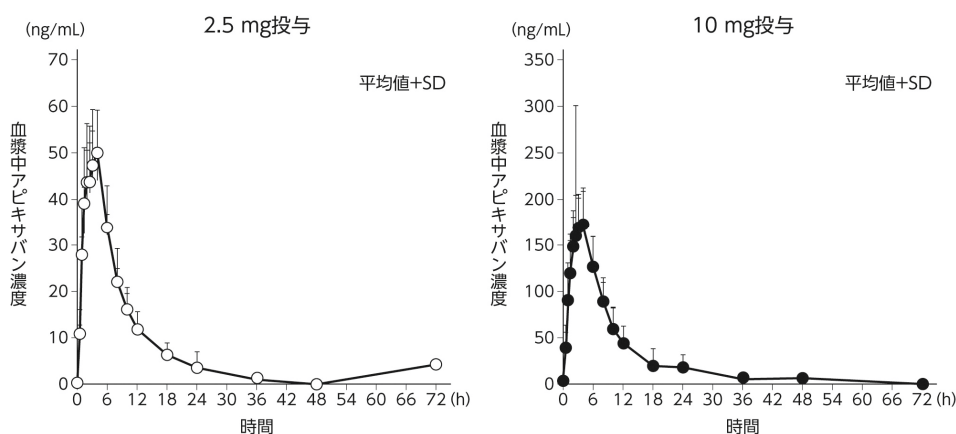 2.5 mg投与
(ng/mL)
平均値+SD
血漿中アピキサバン濃度
70
60
50
40
30
20
10
0
0 6 12 18 24 30 36 42 48 54 60 66 72 (h)
時間
10 mg投与
(ng/mL)
平均値+SD
血漿中アピキサバン濃度
350
300
250
200
150
100
50
0
0 6 12 18 24 30 36 42 48 54 60 66 72 (h)
時間